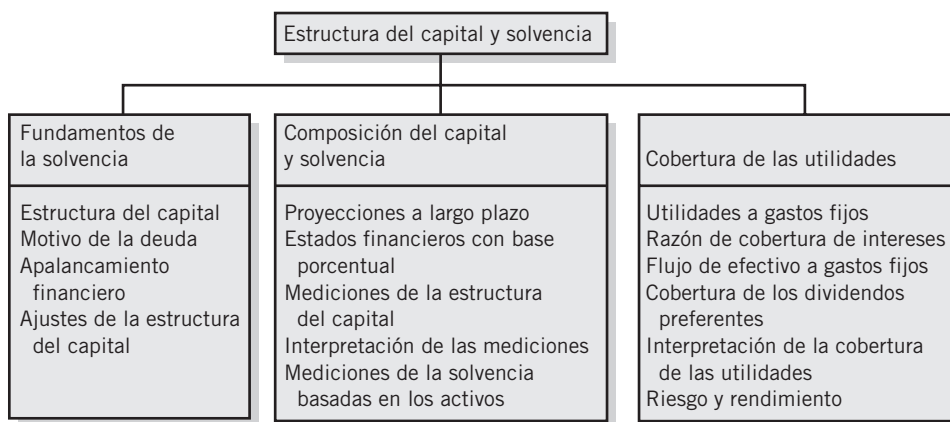 Estructura del capital y solvencia
Fundamentos de
la solvencia
Estructura del capital
Motivo de la deuda
Apalancamiento
financiero
Ajustes de la estructura
del capital
Composición del capital
y solvencia
Proyecciones a largo plazo
Estados financieros con base
porcentual
Mediciones de la estructura
del capital
Interpretación de las mediciones
Mediciones de la solvencia
basadas en los activos
Cobertura de las utilidades
Utilidades a gastos fijos
Razón de cobertura de intereses
Flujo de efectivo a gastos fijos
Cobertura de los dividendos
preferentes
Interpretación de la cobertura
de las utilidades
Riesgo y rendimiento